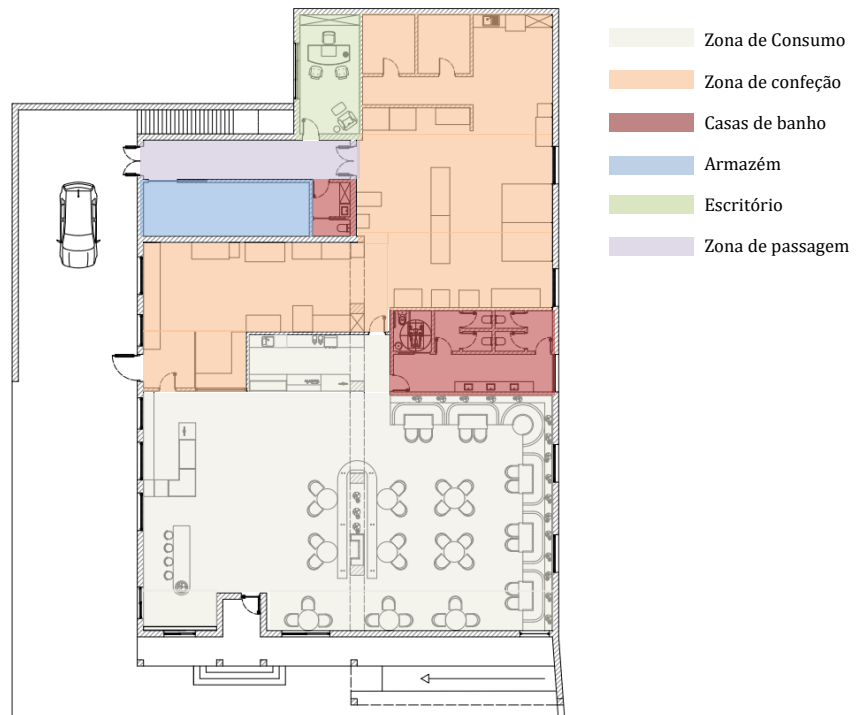 Zona de Consumo
Zona de confeção
Casas de banho
Armazém
Escritório
Zona de passagem